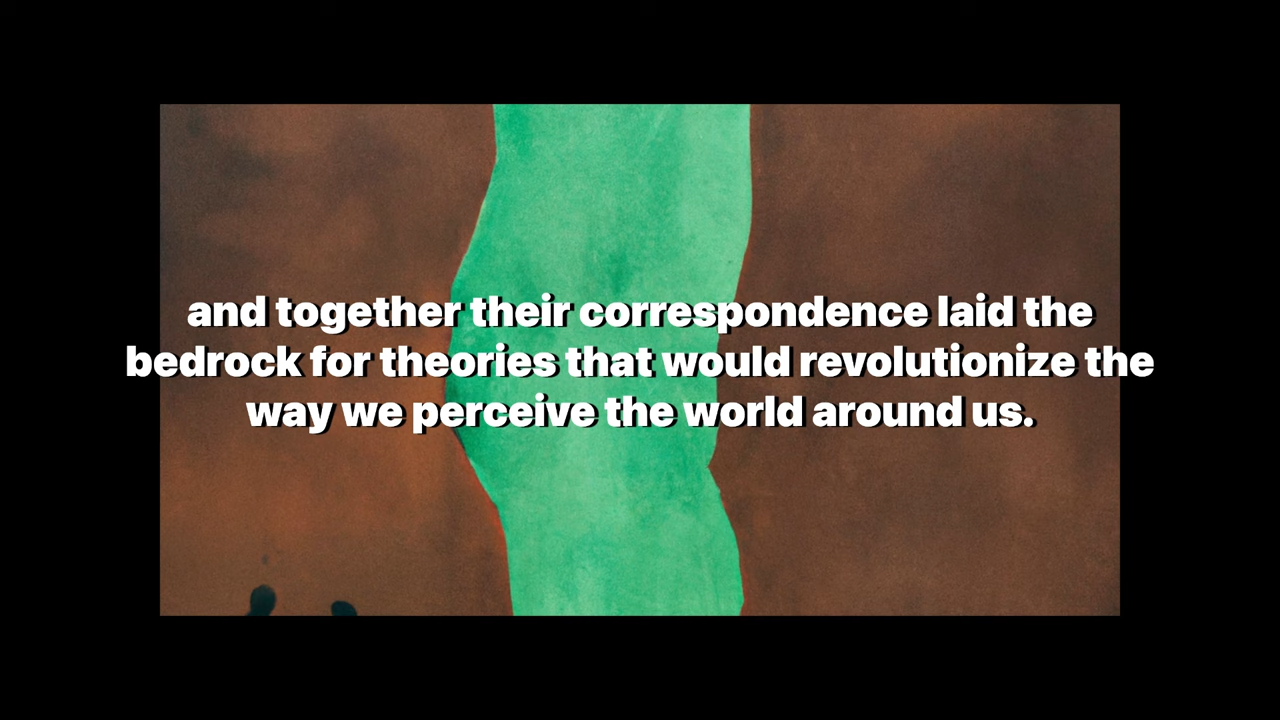 and together their correspondence laid the
bedrock for theories that would revolutionize the
way we perceive the world around us.